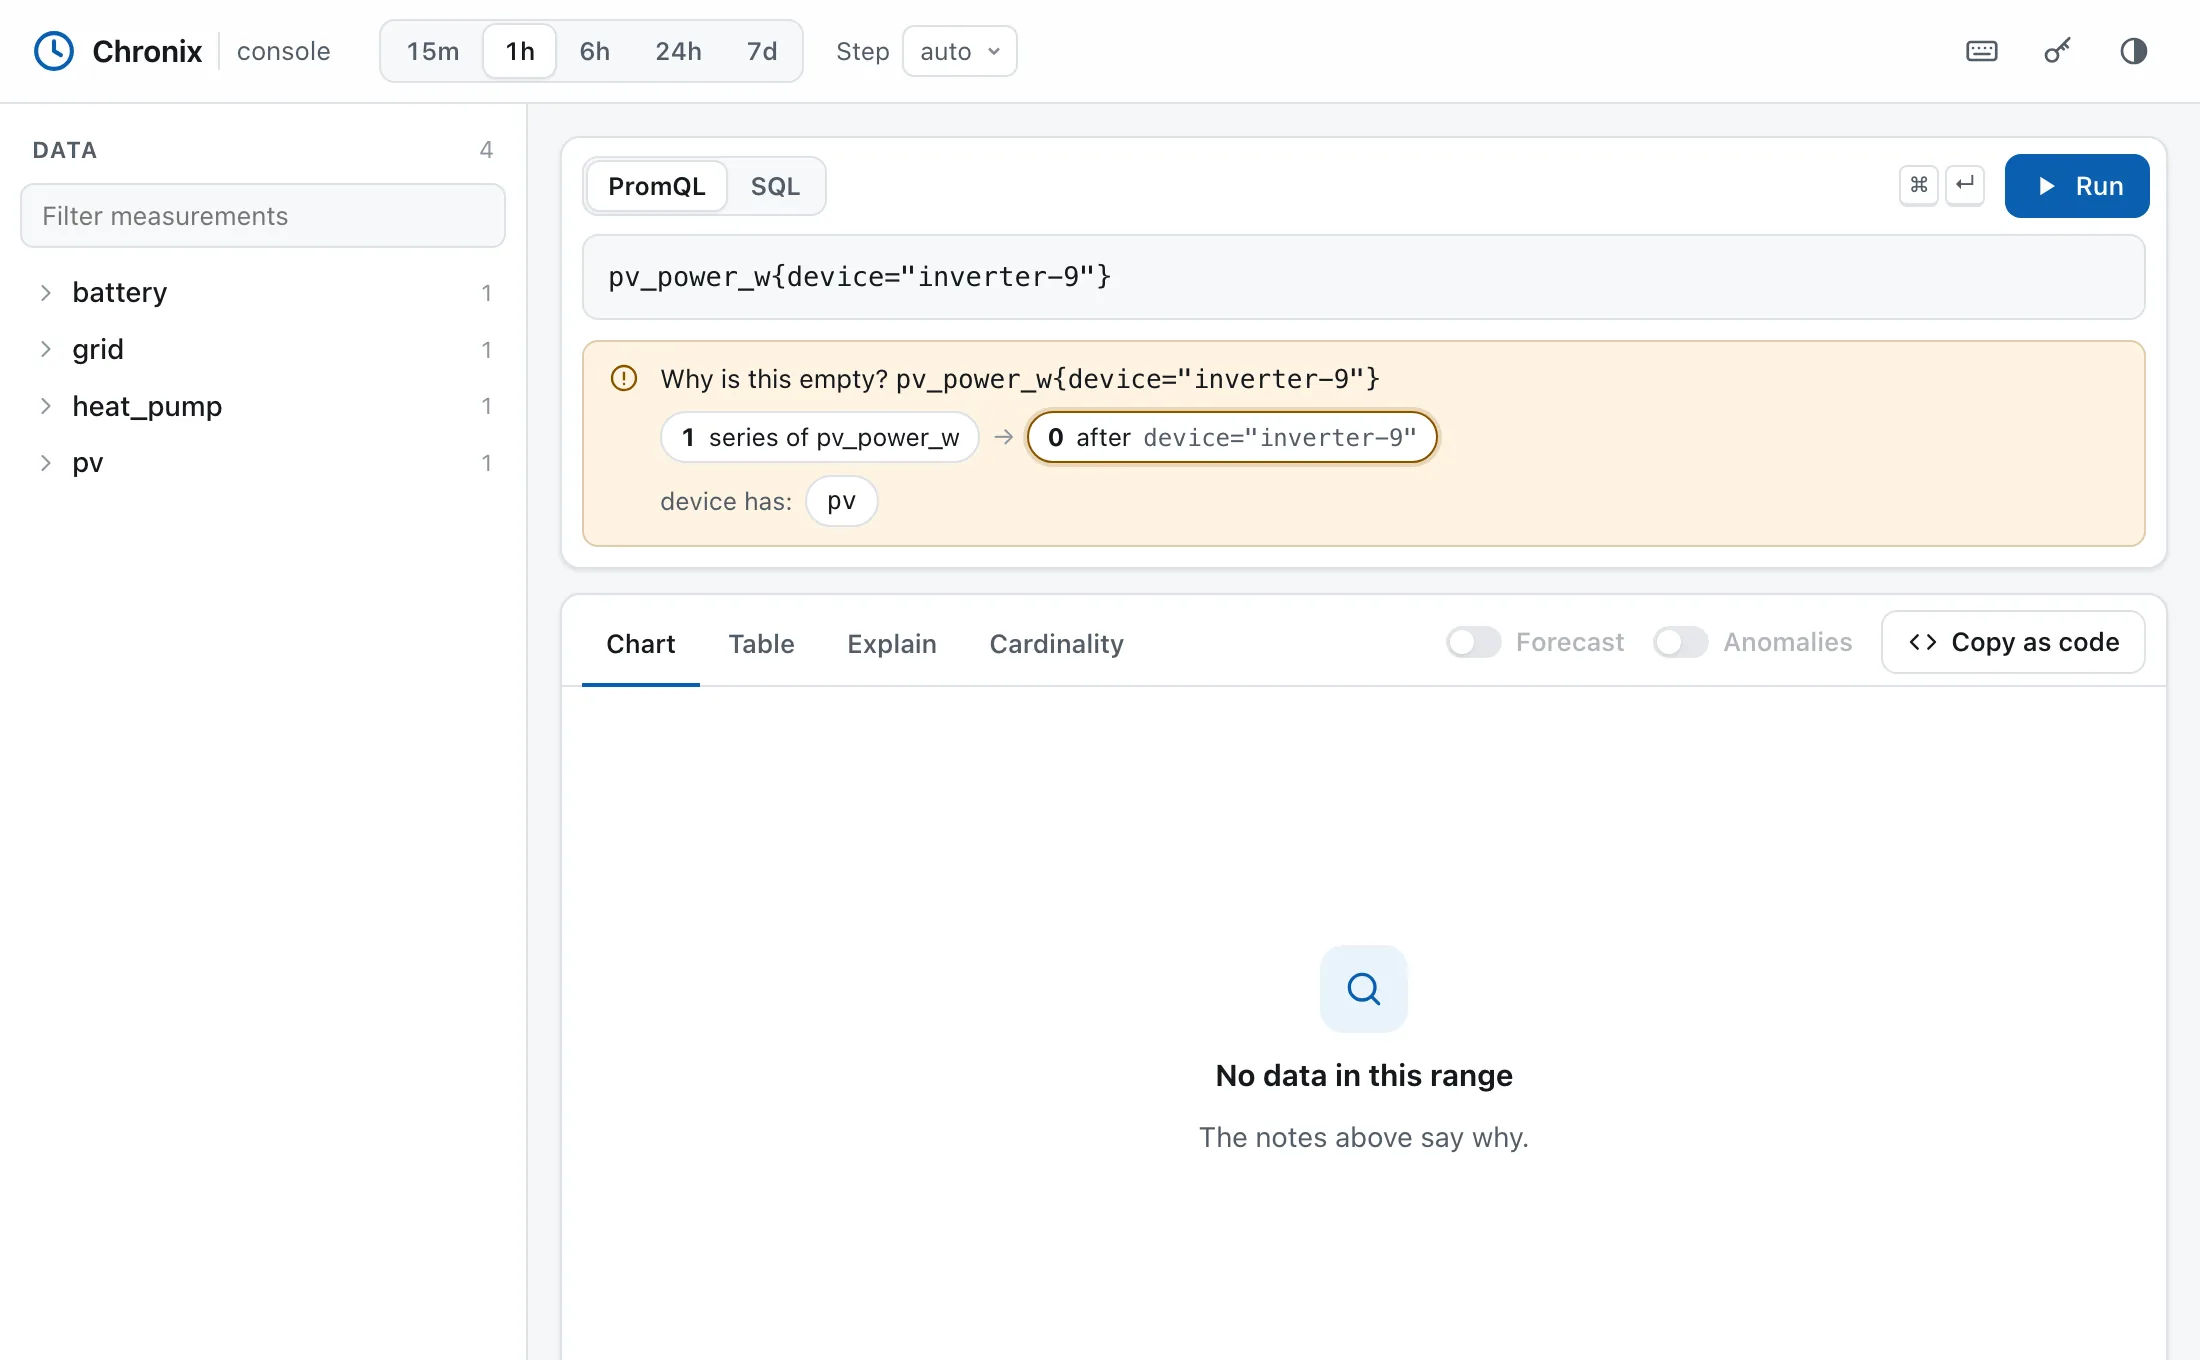 Chronix console 15m 1h 6h 24h 7d Step auto
DATA 4
Filter measurements
battery 1
grid 1
heat_pump 1
pv 1
PromQL SQL ⌘ ↵ Run
pv_power_w{device="inverter-9"}
Why is this empty? pv_power_w{device="inverter-9"}
1 series of pv_power_w → 0 after device="inverter-9"
device has: pv
Chart Table Explain Cardinality Forecast Anomalies <> Copy as code
No data in this range
The notes above say why.